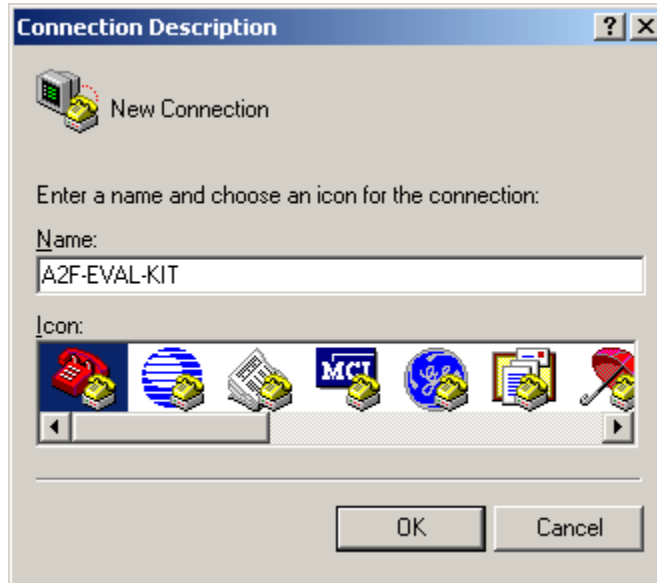 Connection Description
New Connection
Enter a name and choose an icon for the connection:
Name:
A2F-EVAL-KIT
Icon:
MCI
OK Cancel